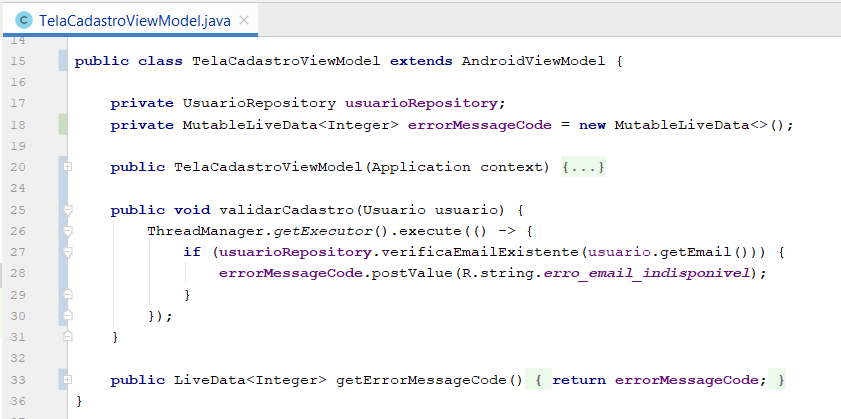 TelaCadastroViewModel.java
14
15 public class TelaCadastroViewModel extends AndroidViewModel {
16
17 private UsuarioRepository usuarioRepository;
18 private MutableLiveData<Integer> errorMessageCode = new MutableLiveData<>();
19
20 public TelaCadastroViewModel(Application context) {...}
24
25 public void validarCadastro(Usuario usuario) {
26 ThreadManager.getExecutor().execute(() -> {
27 if (usuarioRepository.verificaEmailExistente(usuario.getEmail())) {
28 errorMessageCode.postValue(R.string.erro_email_indisponivel);
29 }
30 });
31 }
32
33 public LiveData<Integer> getErrorMessageCode() { return errorMessageCode; }
36 }